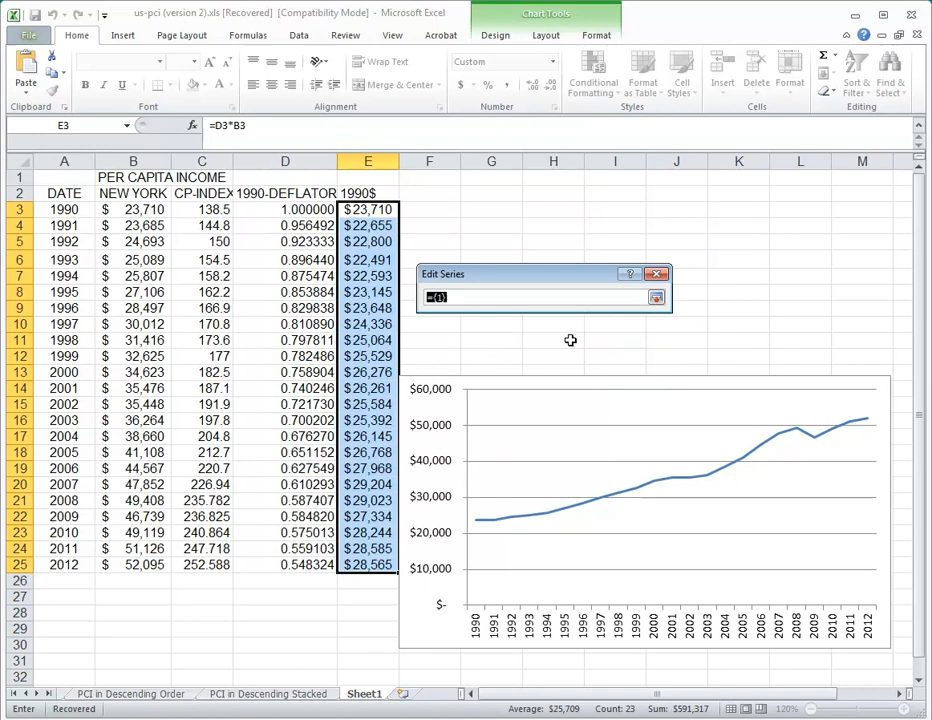 us-pci (version 2).xls [Recovered] [Compatibility Mode] - Microsoft Excel
Chart Tools
File Home Insert Page Layout Formulas Data Review View Acrobat Design Layout Format
Paste
Wrap Text
Custom
Merge & Center
Conditional Formatting
Format as Table
Cell Styles
Insert Delete Format
Sort & Filter
Find & Select
Clipboard Font Alignment Number Styles Cells Editing
E3 fx =D3*B3
A B C D E F G H I J K L M
1 PER CAPITA INCOME
2 DATE NEW YORK CP-INDEX 1990-DEFLATOR 1990$
3 1990 $ 23,710 138.5 1.000000 $23,710
4 1991 $ 23,685 144.8 0.956492 $22,655
5 1992 $ 24,693 150 0.923333 $22,800
6 1993 $ 25,089 154.5 0.896440 $22,491
7 1994 $ 25,807 158.2 0.875474 $22,593
8 1995 $ 27,106 162.2 0.853884 $23,145
9 1996 $ 28,497 166.9 0.829838 $23,648
10 1997 $ 30,012 170.8 0.810890 $24,336
11 1998 $ 31,416 173.6 0.797811 $25,064
12 1999 $ 32,625 177 0.782486 $25,529
13 2000 $ 34,623 182.5 0.758904 $26,276
14 2001 $ 35,476 187.1 0.740246 $26,261
15 2002 $ 35,448 191.9 0.721730 $25,584
16 2003 $ 36,264 197.8 0.700202 $25,392
17 2004 $ 38,660 204.8 0.676270 $26,145
18 2005 $ 41,108 212.7 0.651152 $26,768
19 2006 $ 44,567 220.7 0.627549 $27,968
20 2007 $ 47,852 226.94 0.610293 $29,204
21 2008 $ 49,408 235.782 0.587407 $29,023
22 2009 $ 46,739 236.825 0.584820 $27,334
23 2010 $ 49,119 240.864 0.575013 $28,244
24 2011 $ 51,126 247.718 0.559103 $28,585
25 2012 $ 52,095 252.588 0.548324 $28,565
26
27
28
29
30
31
32
Edit Series
={1}
$60,000
$50,000
$40,000
$30,000
$20,000
$10,000
$-
1990 1991 1992 1993 1994 1995 1996 1997 1998 1999 2000 2001 2002 2003 2004 2005 2006 2007 2008 2009 2010 2011 2012
PCI in Descending Order PCI in Descending Stacked Sheet1
Enter Recovered Average: $25,709 Count: 23 Sum: $591,317 120%